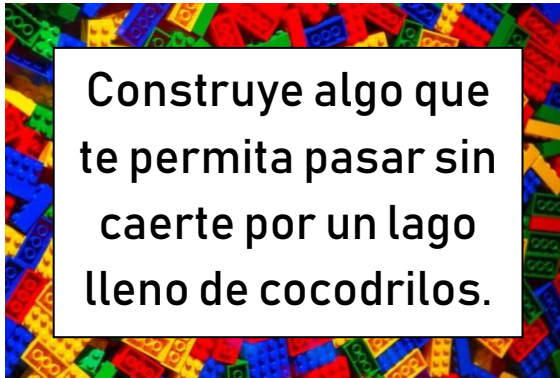 Construye algo que
te permita pasar sin
caerte por un lago
lleno de cocodrilos.